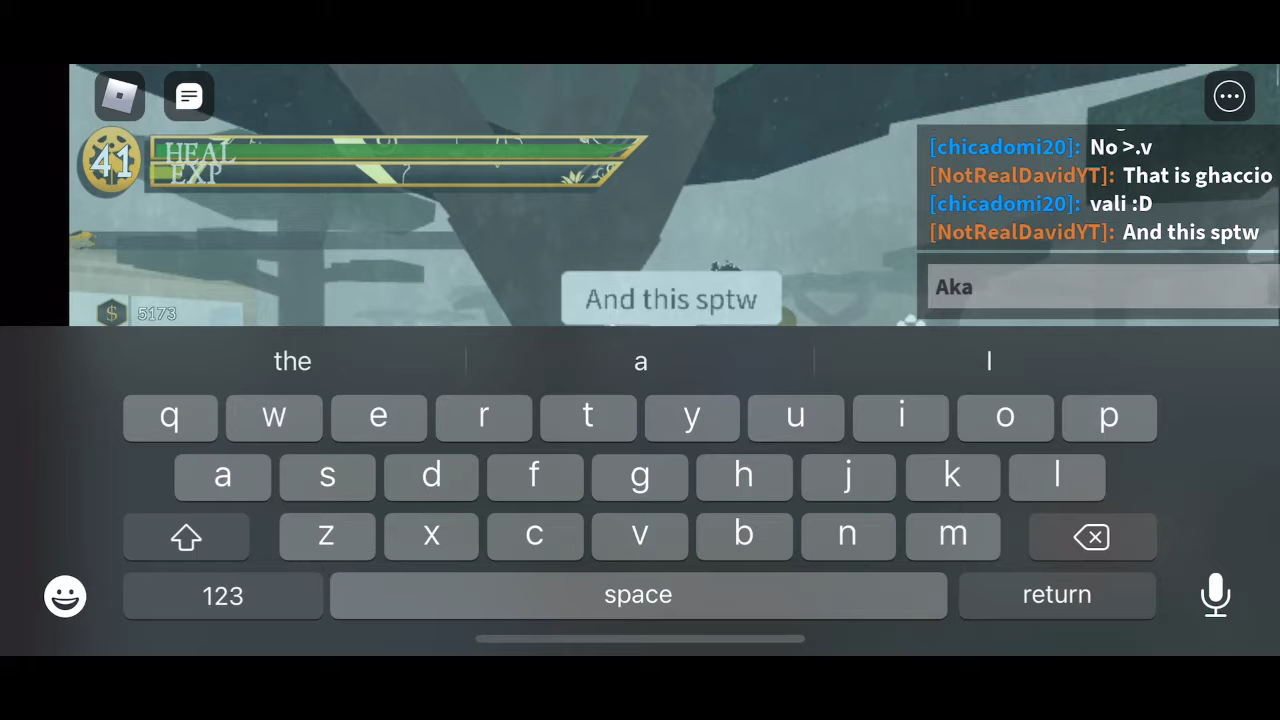 41
HEAL
EXP
$ 5173
[chicadomi20]: No >.v
[NotRealDavidYT]: That is ghaccio
[chicadomi20]: vali :D
[NotRealDavidYT]: And this sptw
Aka
And this sptw
the a I
q w e r t y u i o p
a s d f g h j k l
z x c v b n m
123 space return